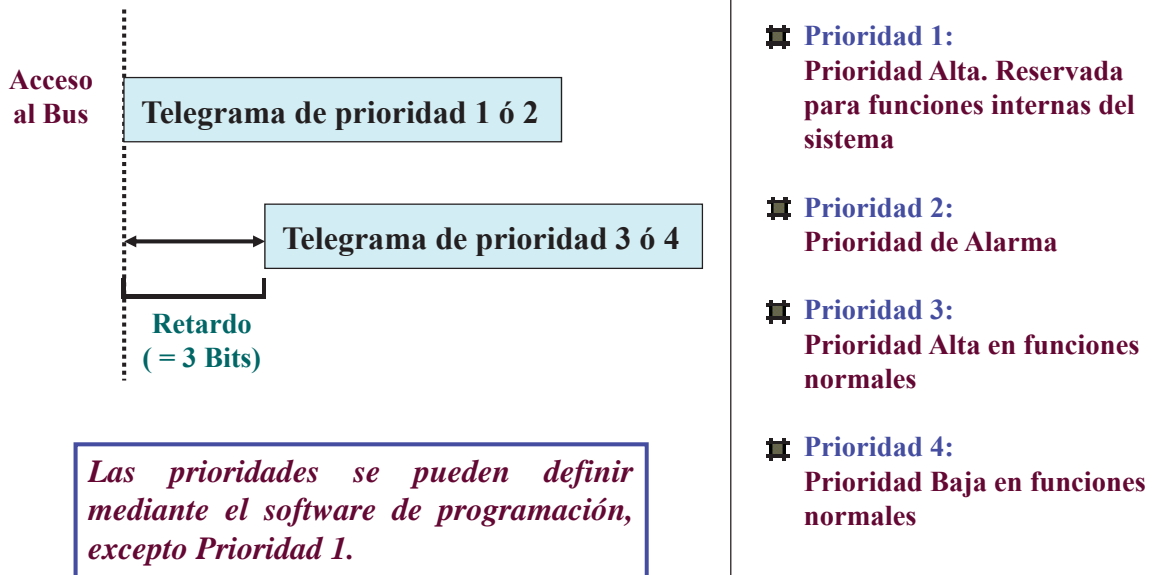 Acceso
al Bus
Telegrama de prioridad 1 ó 2
Telegrama de prioridad 3 ó 4
Retardo
( = 3 Bits)
Las prioridades se pueden definir
mediante el software de programación,
excepto Prioridad 1.
Prioridad 1:
Prioridad Alta. Reservada
para funciones internas del
sistema
Prioridad 2:
Prioridad de Alarma
Prioridad 3:
Prioridad Alta en funciones
normales
Prioridad 4:
Prioridad Baja en funciones
normales